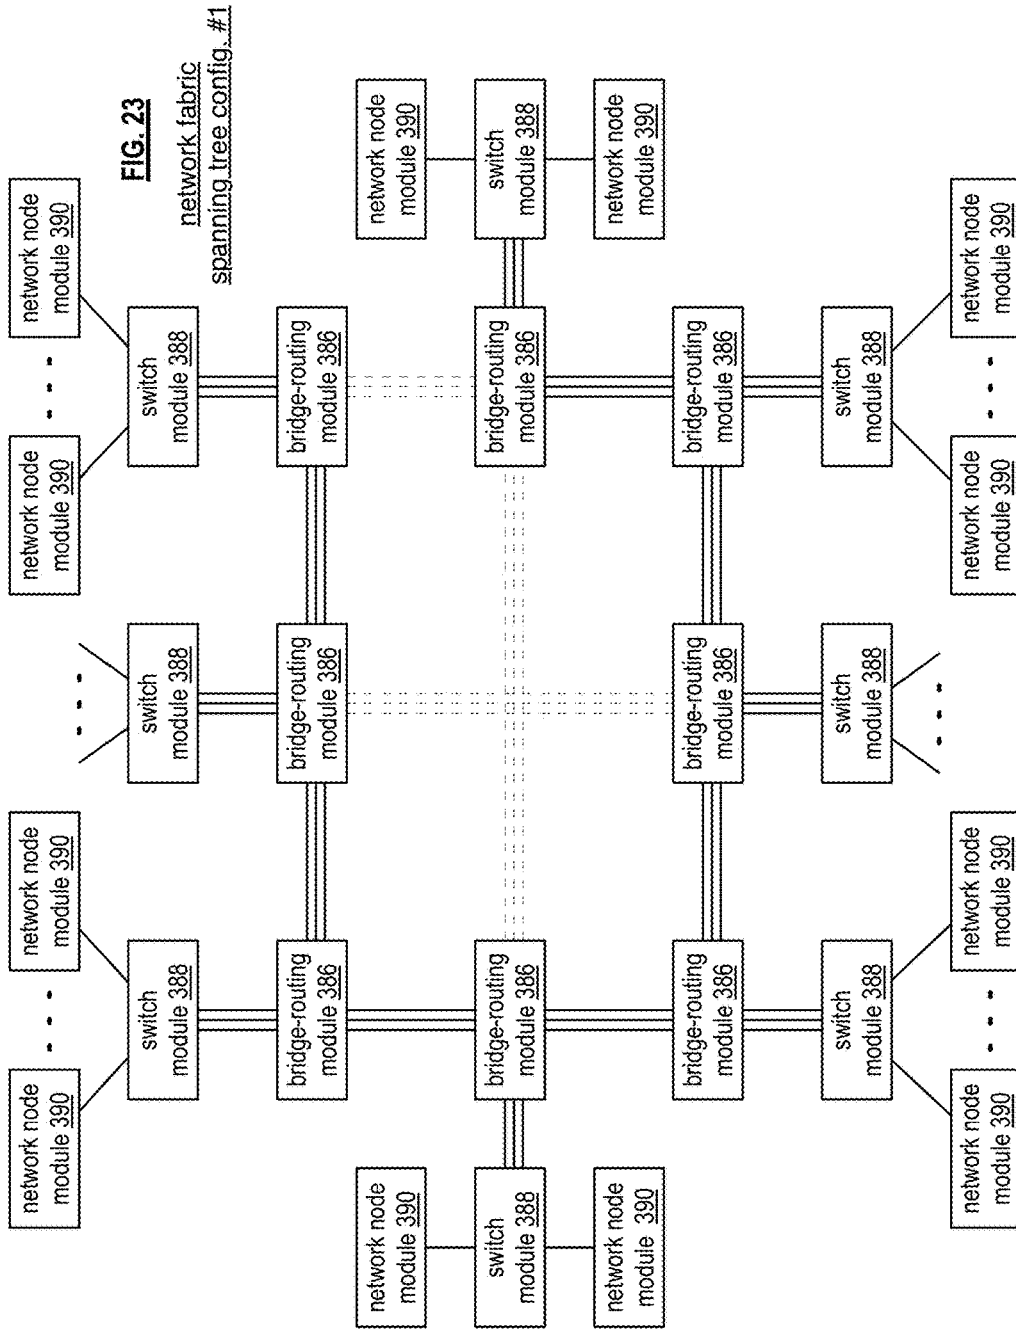 FIG. 23
network fabric
spanning tree config. #1
network node
module 390
network node
module 390
network node
module 390
network node
module 390
switch
module 388
switch
module 388
switch
module 388
bridge-routing
module 386
bridge-routing
module 386
bridge-routing
module 386
network node
module 390
switch
module 388
network node
module 390
bridge-routing
module 386
bridge-routing
module 386
network node
module 390
switch
module 388
network node
module 390
bridge-routing
module 386
bridge-routing
module 386
bridge-routing
module 386
switch
module 388
switch
module 388
switch
module 388
network node
module 390
network node
module 390
network node
module 390
network node
module 390